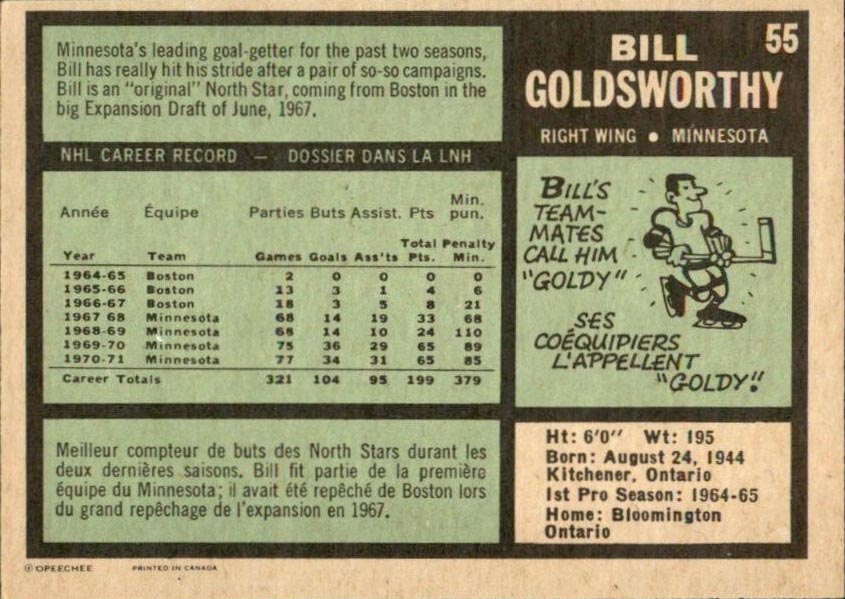 Minnesota's leading goal-getter for the past two seasons,
Bill has really hit his stride after a pair of so-so campaigns.
Bill is an "original" North Star, coming from Boston in the
big Expansion Draft of June, 1967.
NHL CAREER RECORD — DOSSIER DANS LA LNH
Année Équipe Parties Buts Assist. Pts Min. pun.
Year Team Games Goals Ass'ts Total Pts. Penalty Min.
1964-65 Boston 2 0 0 0 0
1965-66 Boston 13 3 1 4 6
1966-67 Boston 18 3 5 8 21
1967 68 Minnesota 68 14 19 33 68
1968-69 Minnesota 68 14 10 24 110
1969-70 Minnesota 75 36 29 65 89
1970-71 Minnesota 77 34 31 65 85
Career Totals 321 104 95 199 379
Meilleur compteur de buts des North Stars durant les
deux dernières saisons. Bill fit partie de la première
équipe du Minnesota; il avait été repêché de Boston lors
du grand repêchage de l'expansion en 1967.
55
BILL
GOLDSWORTHY
RIGHT WING • MINNESOTA
BILL'S
TEAM-
MATES
CALL HIM
"GOLDY"
SES
COÉQUIPIERS
L'APPELLENT
"GOLDY!"
Ht: 6'0" Wt: 195
Born: August 24, 1944
Kitchener, Ontario
1st Pro Season: 1964-65
Home: Bloomington
Ontario
© OPEECHEE PRINTED IN CANADA